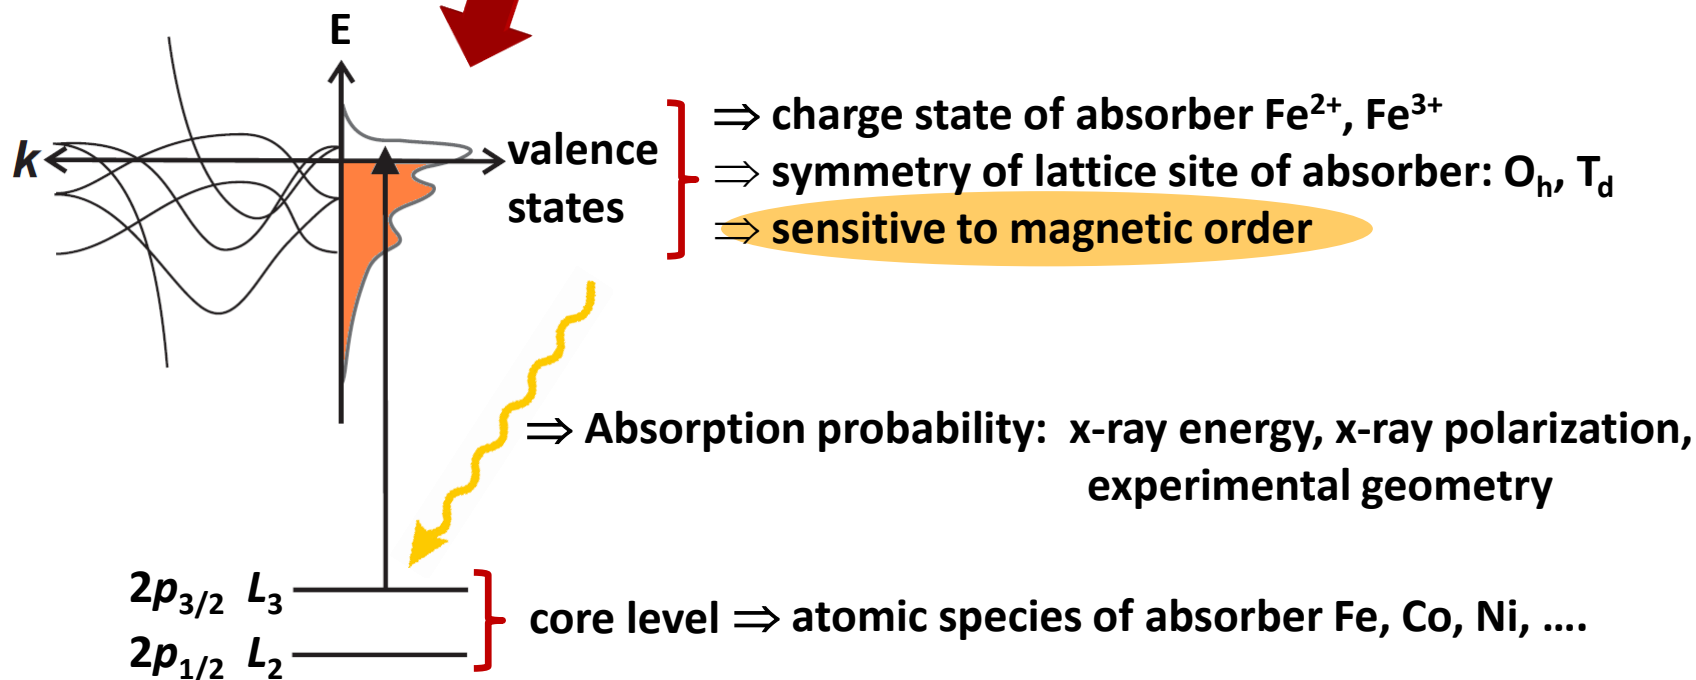 E
k
valence
states
⇒ charge state of absorber Fe²⁺, Fe³⁺
⇒ symmetry of lattice site of absorber: Oₕ, T_d
⇒ sensitive to magnetic order
⇒ Absorption probability: x-ray energy, x-ray polarization,
experimental geometry
2p₃/₂ L₃
2p₁/₂ L₂
core level ⇒ atomic species of absorber Fe, Co, Ni, ....